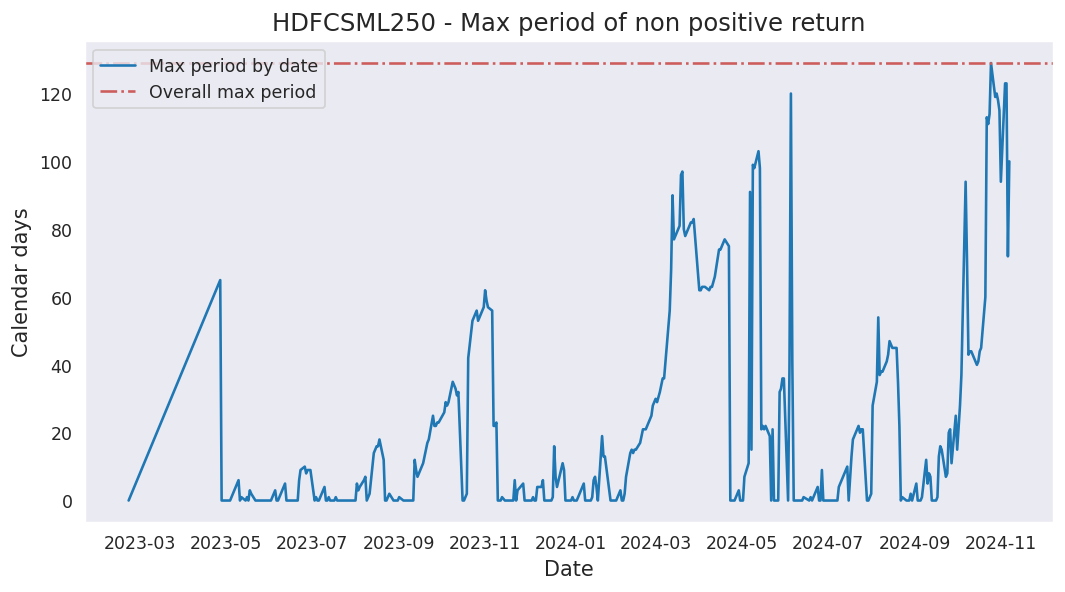 HDFCSML250 - Max period of non positive return
Max period by date
Overall max period
Calendar days
120
100
80
60
40
20
0
2023-03 2023-05 2023-07 2023-09 2023-11 2024-01 2024-03 2024-05 2024-07 2024-09 2024-11
Date